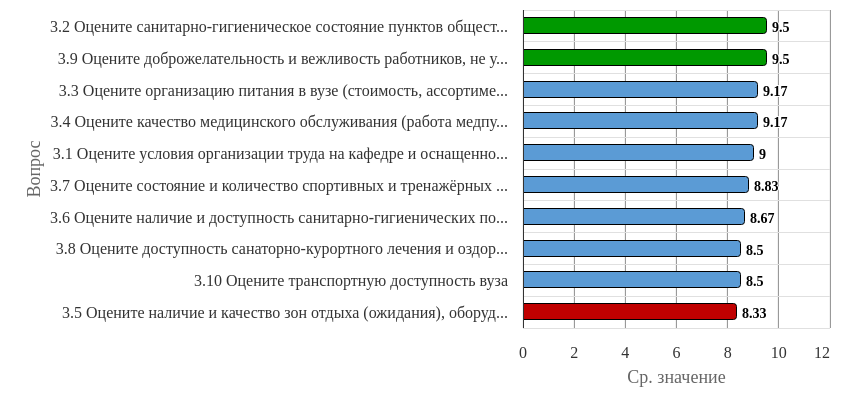 3.2 Оцените санитарно-гигиеническое состояние пунктов общест... 9.5
3.9 Оцените доброжелательность и вежливость работников, не у... 9.5
3.3 Оцените организацию питания в вузе (стоимость, ассортиме... 9.17
3.4 Оцените качество медицинского обслуживания (работа медпу... 9.17
3.1 Оцените условия организации труда на кафедре и оснащенно... 9
3.7 Оцените состояние и количество спортивных и тренажёрных ... 8.83
3.6 Оцените наличие и доступность санитарно-гигиенических по... 8.67
3.8 Оцените доступность санаторно-курортного лечения и оздор... 8.5
3.10 Оцените транспортную доступность вуза 8.5
3.5 Оцените наличие и качество зон отдыха (ожидания), оборуд... 8.33
Вопрос
0 2 4 6 8 10 12
Ср. значение